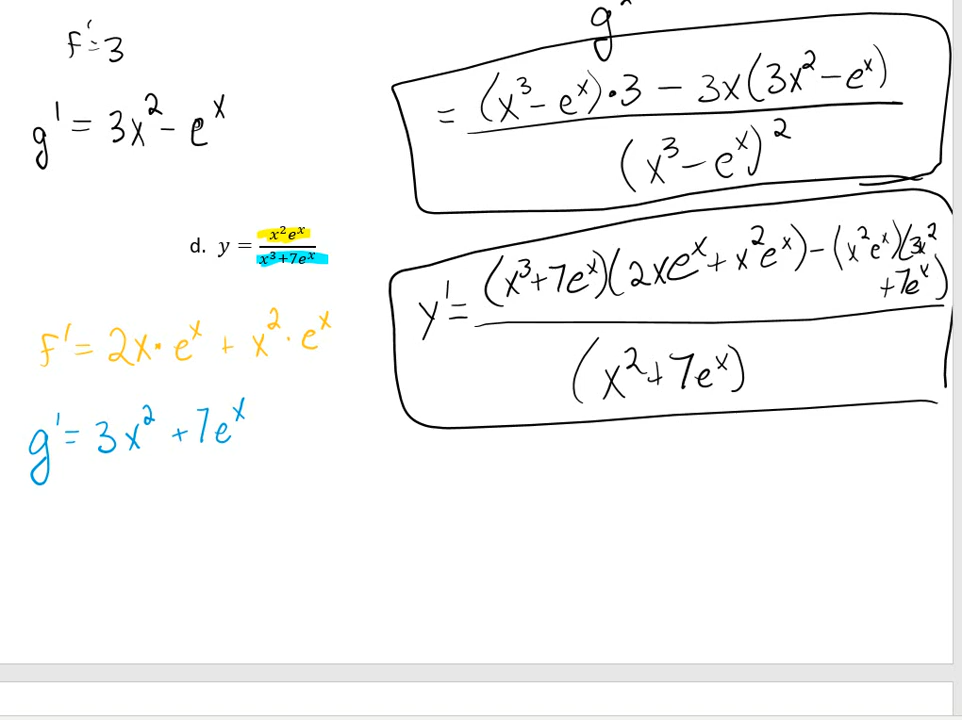 f' = 3
g' = 3x² - eˣ
g
= (x³ - eˣ)•3 - 3x(3x² - eˣ)
(x³ - eˣ)²
d. y = x²eˣ
x³+7eˣ
f' = 2x • eˣ + x² • eˣ
g' = 3x² + 7eˣ
y' = (x³+7eˣ)(2xeˣ + x²eˣ) - (x²eˣ)(3x²
+7eˣ)
(x² + 7eˣ)